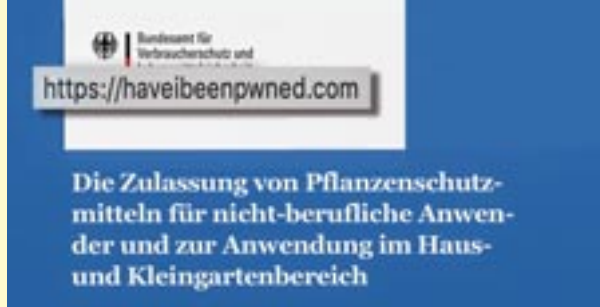 Bundesamt für
Verbraucherschutz und
https://haveibeenpwned.com
Die Zulassung von Pflanzenschutz-
mitteln für nicht-berufliche Anwen-
der und zur Anwendung im Haus-
und Kleingartenbereich